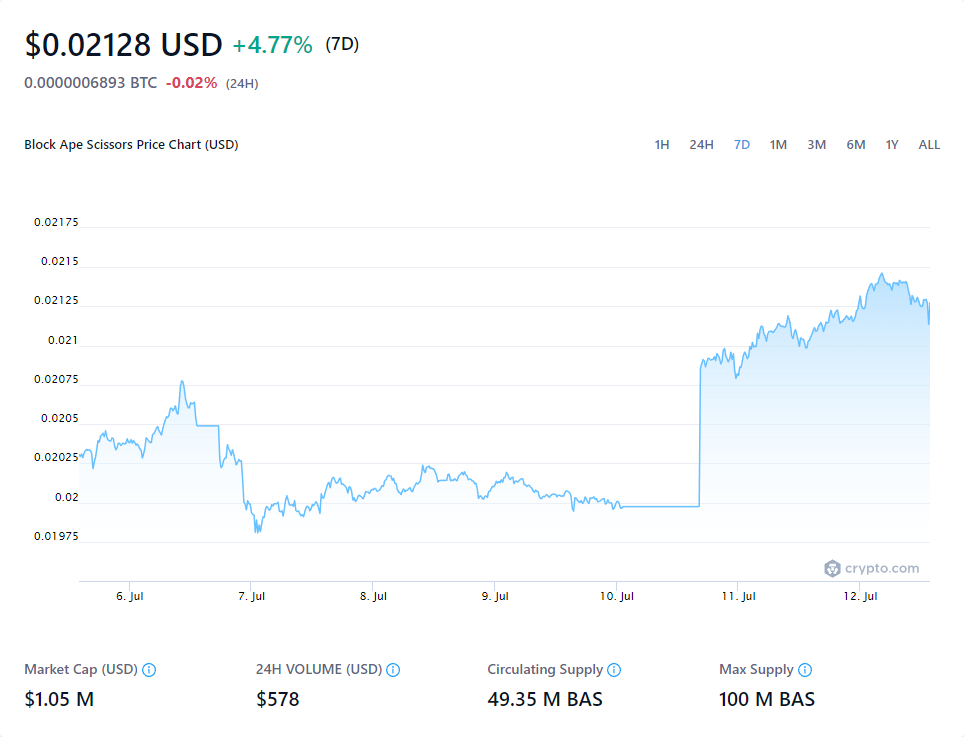 $0.02128 USD +4.77% (7D)
0.0000006893 BTC -0.02% (24H)
Block Ape Scissors Price Chart (USD)
1H 24H 7D 1M 3M 6M 1Y ALL
0.02175
0.0215
0.02125
0.021
0.02075
0.0205
0.02025
0.02
0.01975
crypto.com
6. Jul 7. Jul 8. Jul 9. Jul 10. Jul 11. Jul 12. Jul
Market Cap (USD) 24H VOLUME (USD) Circulating Supply Max Supply
$1.05 M $578 49.35 M BAS 100 M BAS